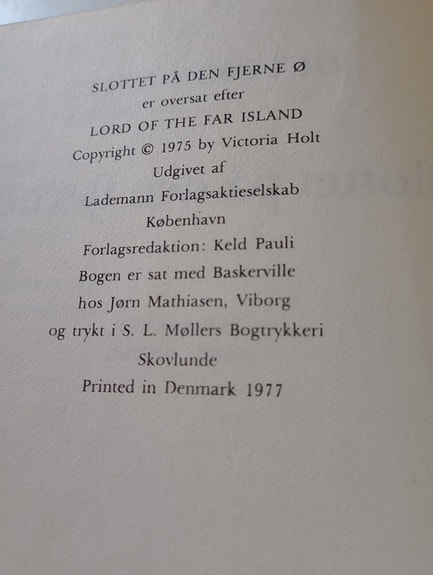 SLOTTET PÅ DEN FJERNE Ø
er oversat efter
LORD OF THE FAR ISLAND
Copyright © 1975 by Victoria Holt
Udgivet af
Lademann Forlagsaktieselskab
København
Forlagsredaktion: Keld Pauli
Bogen er sat med Baskerville
hos Jørn Mathiasen, Viborg
og trykt i S. L. Møllers Bogtrykkeri
Skovlunde
Printed in Denmark 1977